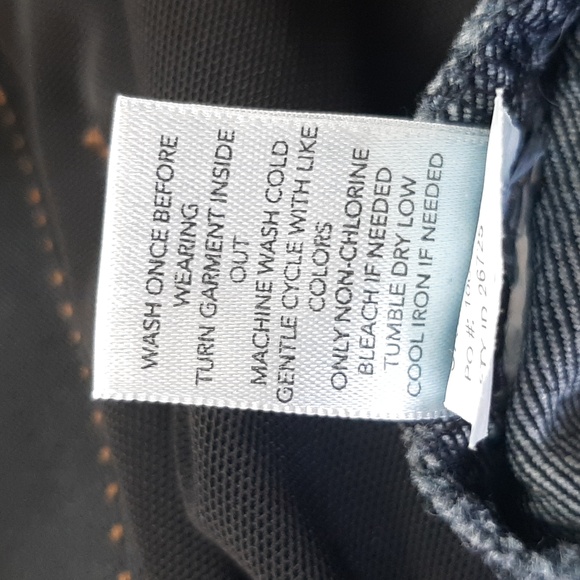 WASH ONCE BEFORE
WEARING
TURN GARMENT INSIDE
OUT
MACHINE WASH COLD
GENTLE CYCLE WITH LIKE
COLORS
ONLY NON-CHLORINE
BLEACH IF NEEDED
TUMBLE DRY LOW
COOL IRON IF NEEDED
PO #: